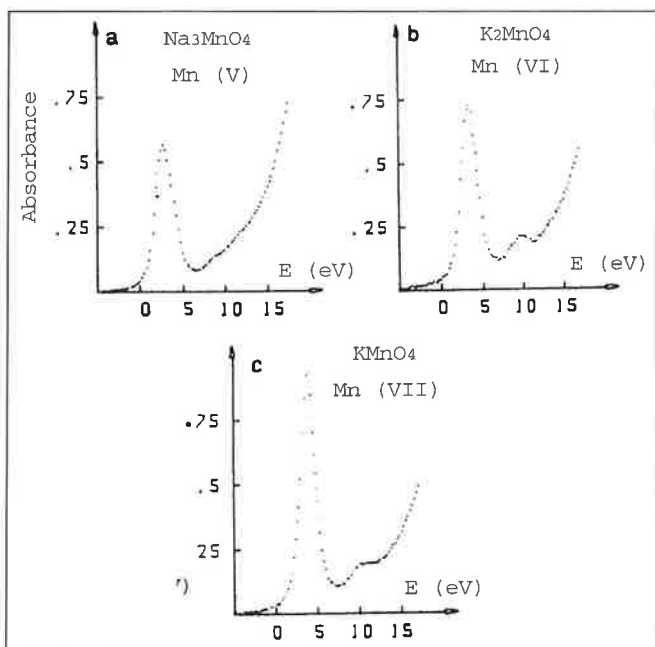 a
Na3MnO4
Mn (V)
Absorbance
.75
.5
.25
E (eV)
0 5 10 15
b
K2MnO4
Mn (VI)
.75
.5
.25
E (eV)
0 5 10 15
c
KMnO4
Mn (VII)
.75
.5
25
E (eV)
0 5 10 15